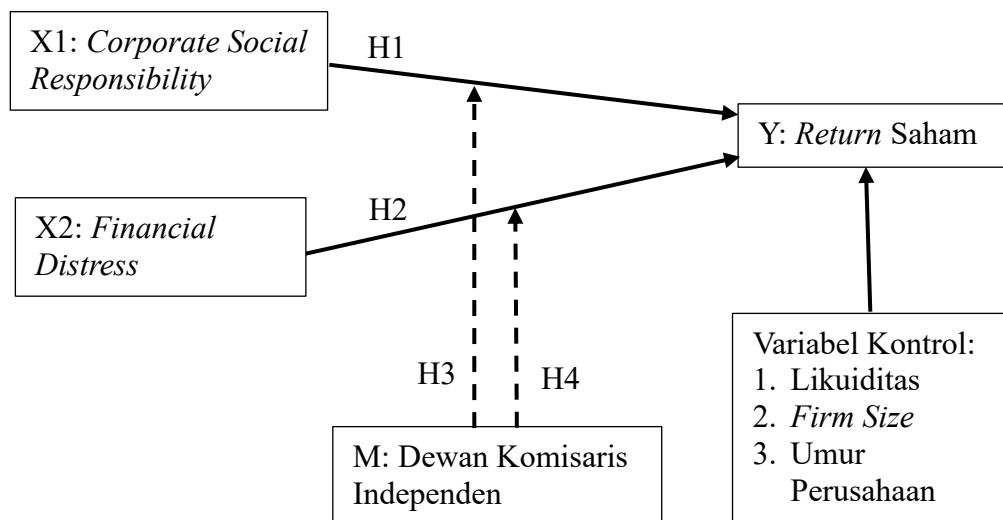 X1: Corporate Social
Responsibility
H1
Y: Return Saham
X2: Financial
Distress
H2
H3
H4
M: Dewan Komisaris
Independen
Variabel Kontrol:
1. Likuiditas
2. Firm Size
3. Umur
Perusahaan